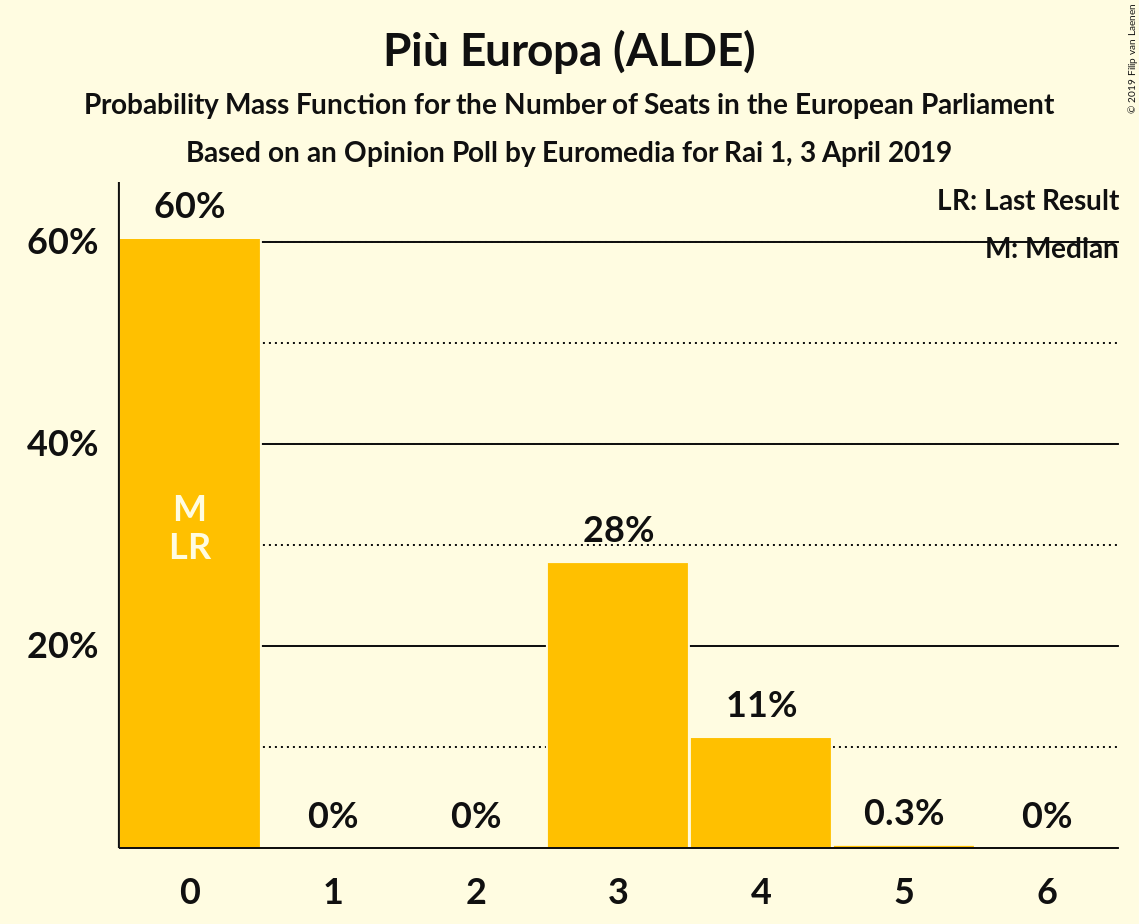 Più Europa (ALDE)
Probability Mass Function for the Number of Seats in the European Parliament
Based on an Opinion Poll by Euromedia for Rai 1, 3 April 2019
© 2019 Filip van Laenen
LR: Last Result
M: Median
60%
40%
20%
60%
0%
0%
28%
11%
0.3%
0%
M
LR
0 1 2 3 4 5 6